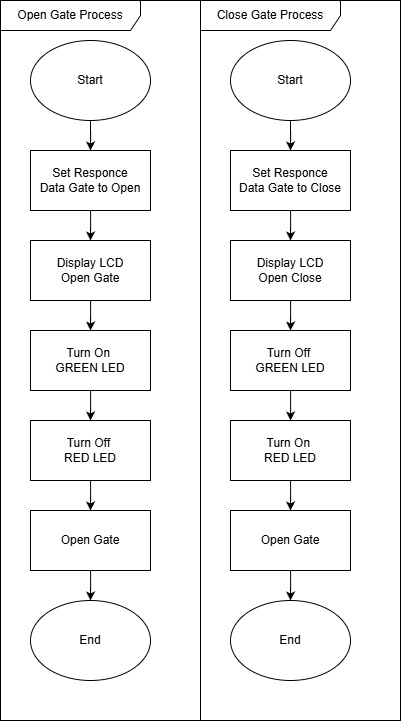 Open Gate Process
Start
Set Responce
Data Gate to Open
Display LCD
Open Gate
Turn On
GREEN LED
Turn Off
RED LED
Open Gate
End
Close Gate Process
Start
Set Responce
Data Gate to Close
Display LCD
Open Close
Turn Off
GREEN LED
Turn On
RED LED
Open Gate
End